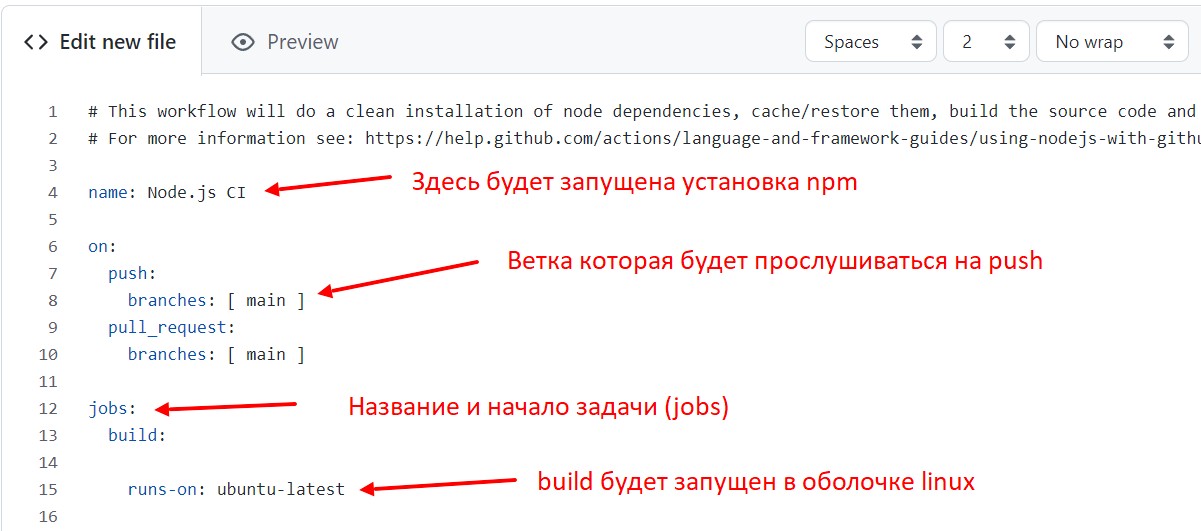 Edit new file Preview Spaces 2 No wrap
1 # This workflow will do a clean installation of node dependencies, cache/restore them, build the source code and
2 # For more information see: https://help.github.com/actions/language-and-framework-guides/using-nodejs-with-githu
3
4 name: Node.js CI Здесь будет запущена установка npm
5
6 on:
7 push: Ветка которая будет прослушиваться на push
8 branches: [ main ]
9 pull_request:
10 branches: [ main ]
11
12 jobs: Название и начало задачи (jobs)
13 build:
14
15 runs-on: ubuntu-latest build будет запущен в оболочке linux
16